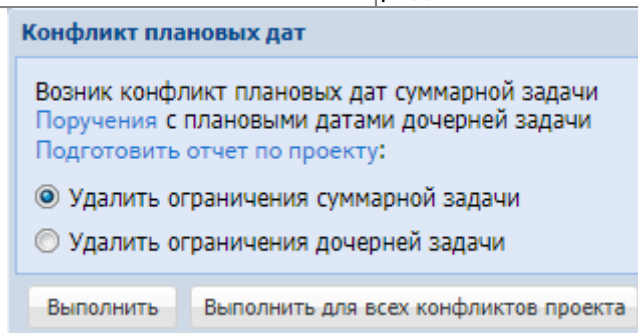 Конфликт плановых дат
Возник конфликт плановых дат суммарной задачи
Поручения с плановыми датами дочерней задачи
Подготовить отчет по проекту:
Удалить ограничения суммарной задачи
Удалить ограничения дочерней задачи
Выполнить Выполнить для всех конфликтов проекта